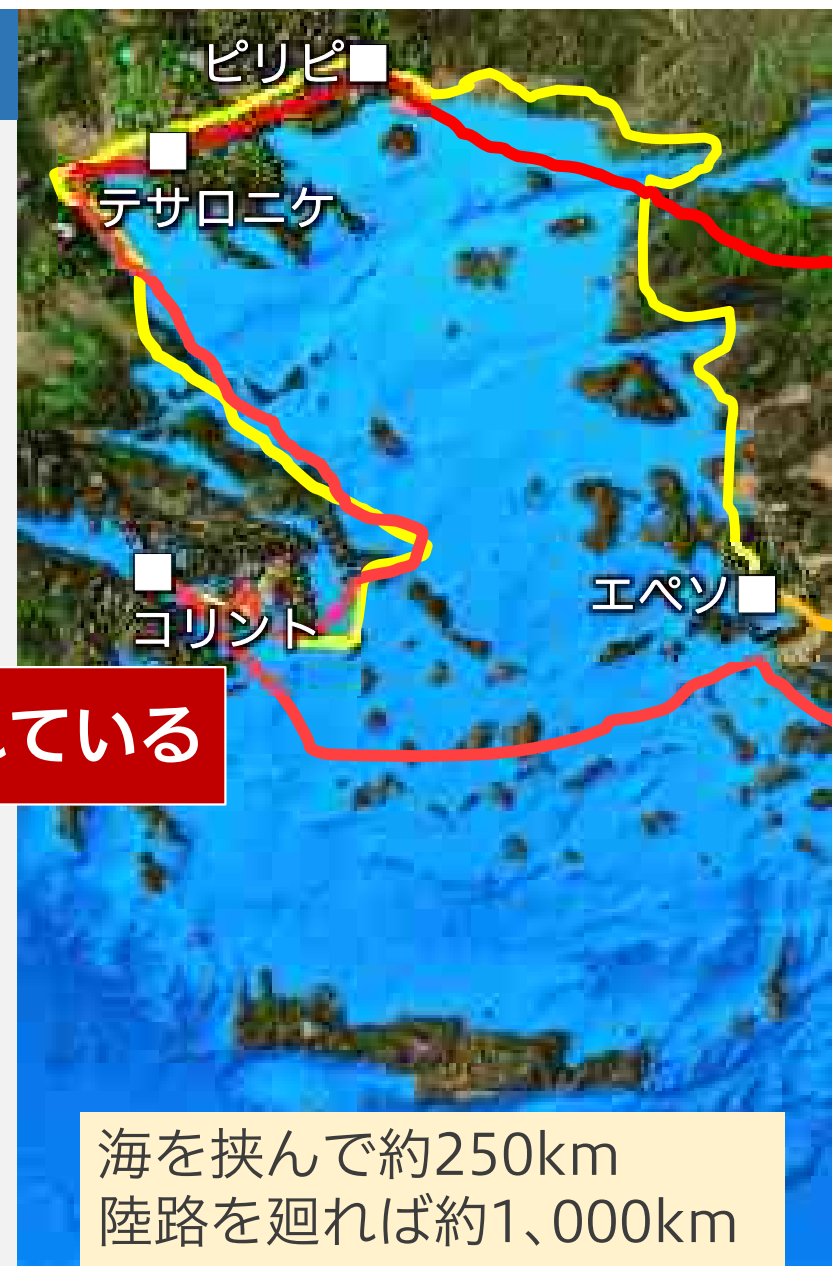 ピリピ
テサロニケ
コリント
エペソ
ている
海を挟んで約250km
陸路を廻れば約1、000km